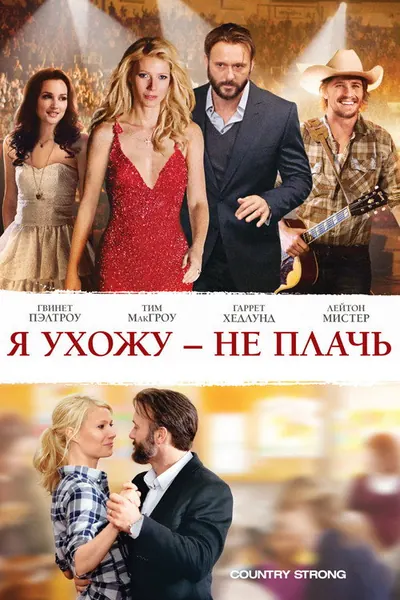 ГВИНЕТ ТИМ ГАРРЕТ ЛЕЙТОН
ПЭЛТРОУ МАКГРОУ ХЕДЛУНД МИСТЕР
Я УХОЖУ – НЕ ПЛАЧЬ
COUNTRY STRONG